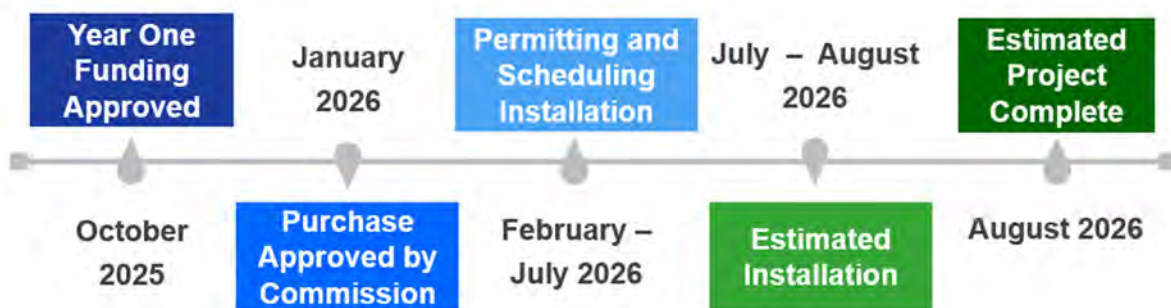 Year One
Funding
Approved
October
2025
January
2026
Purchase
Approved by
Commission
Permitting and
Scheduling
Installation
February –
July 2026
July – August
2026
Estimated
Installation
Estimated
Project
Complete
August 2026